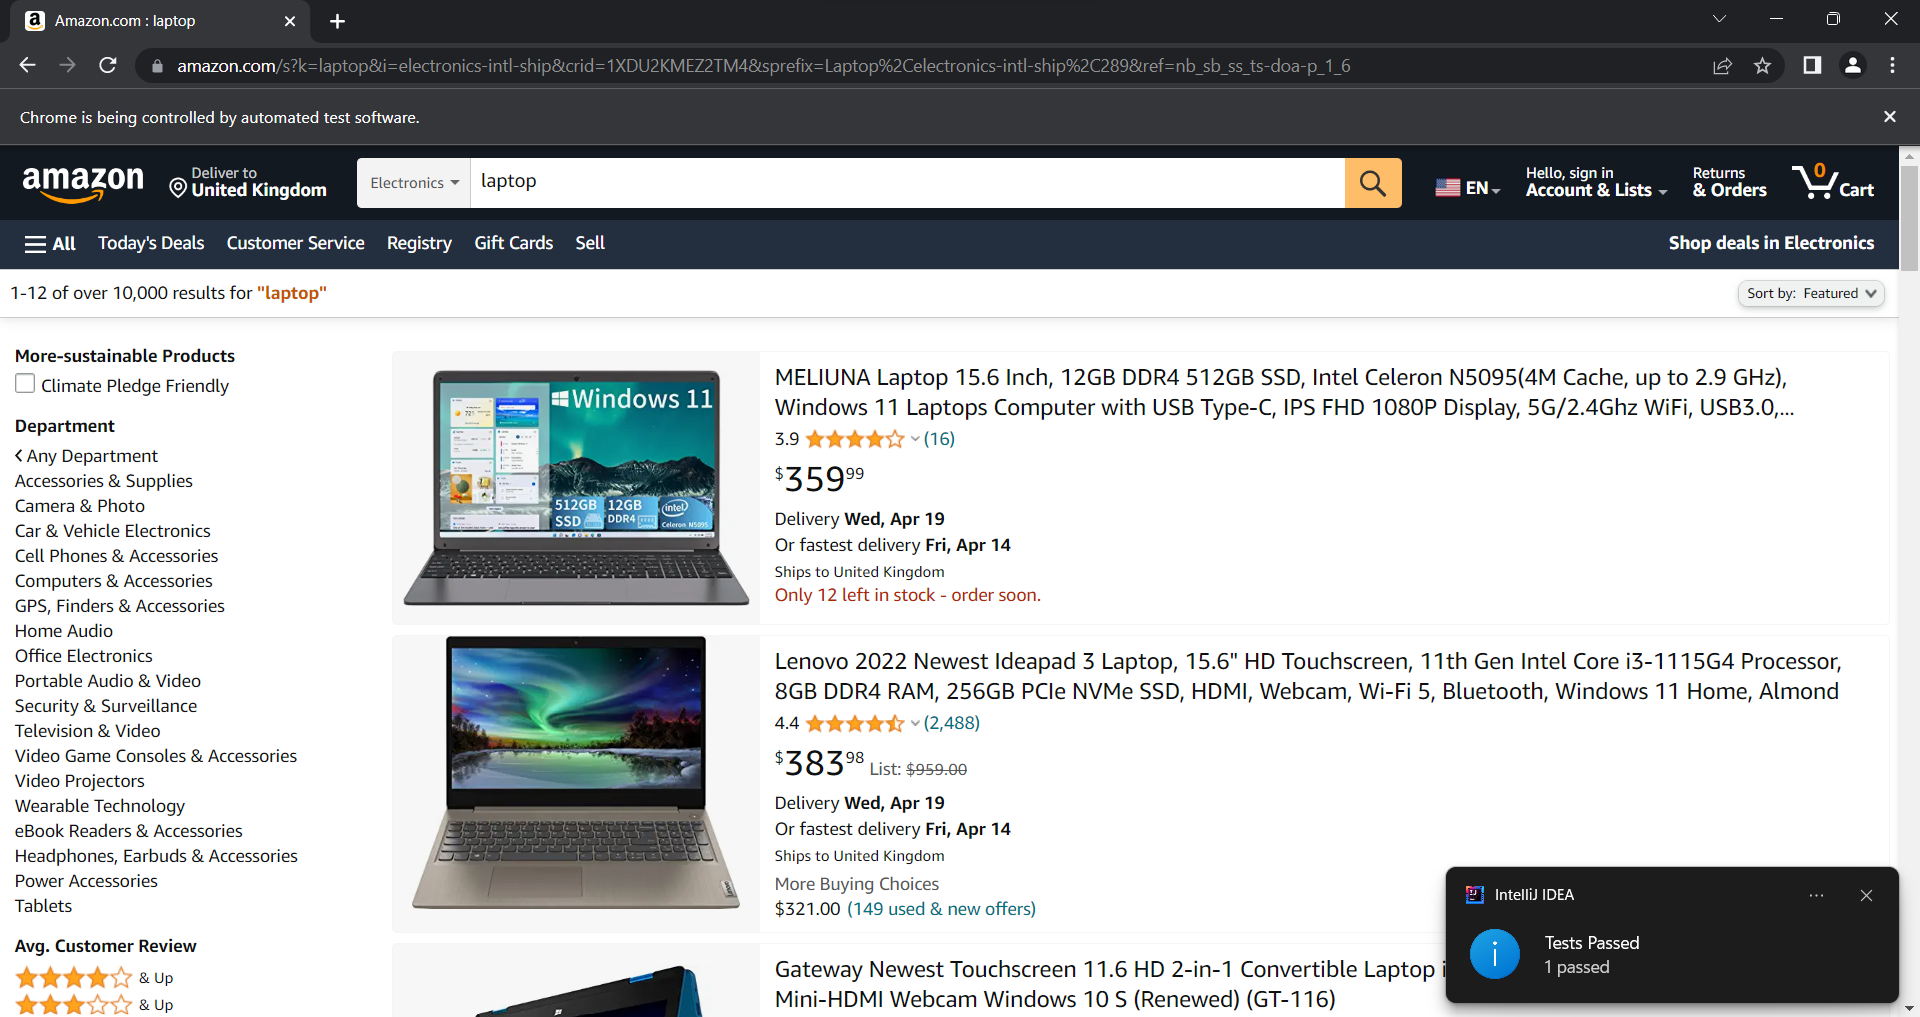 Amazon.com : laptop
amazon.com/s?k=laptop&i=electronics-intl-ship&crid=1XDU2KMEZ2TM4&sprefix=Laptop%2Celectronics-intl-ship%2C289&ref=nb_sb_ss_ts-doa-p_1_6
Chrome is being controlled by automated test software.
amazon
Deliver to
United Kingdom
Electronics
laptop
EN
Hello, sign in
Account & Lists
Returns
& Orders
0
Cart
All
Today's Deals
Customer Service
Registry
Gift Cards
Sell
Shop deals in Electronics
1-12 of over 10,000 results for "laptop"
Sort by: Featured
More-sustainable Products
Climate Pledge Friendly
Department
Any Department
Accessories & Supplies
Camera & Photo
Car & Vehicle Electronics
Cell Phones & Accessories
Computers & Accessories
GPS, Finders & Accessories
Home Audio
Office Electronics
Portable Audio & Video
Security & Surveillance
Television & Video
Video Game Consoles & Accessories
Video Projectors
Wearable Technology
eBook Readers & Accessories
Headphones, Earbuds & Accessories
Power Accessories
Tablets
Avg. Customer Review
& Up
& Up
Windows 11
512GB
SSD
12GB
DDR4
intel
Celeron N5095
MELIUNA Laptop 15.6 Inch, 12GB DDR4 512GB SSD, Intel Celeron N5095(4M Cache, up to 2.9 GHz),
Windows 11 Laptops Computer with USB Type-C, IPS FHD 1080P Display, 5G/2.4Ghz WiFi, USB3.0,...
3.9 (16)
$359 99
Delivery Wed, Apr 19
Or fastest delivery Fri, Apr 14
Ships to United Kingdom
Only 12 left in stock - order soon.
Lenovo
Lenovo 2022 Newest Ideapad 3 Laptop, 15.6" HD Touchscreen, 11th Gen Intel Core i3-1115G4 Processor,
8GB DDR4 RAM, 256GB PCIe NVMe SSD, HDMI, Webcam, Wi-Fi 5, Bluetooth, Windows 11 Home, Almond
4.4 (2,488)
$383 98 List: $959.00
Delivery Wed, Apr 19
Or fastest delivery Fri, Apr 14
Ships to United Kingdom
More Buying Choices
$321.00 (149 used & new offers)
Gateway Newest Touchscreen 11.6 HD 2-in-1 Convertible Laptop i
Mini-HDMI Webcam Windows 10 S (Renewed) (GT-116)
IntelliJ IDEA
Tests Passed
1 passed